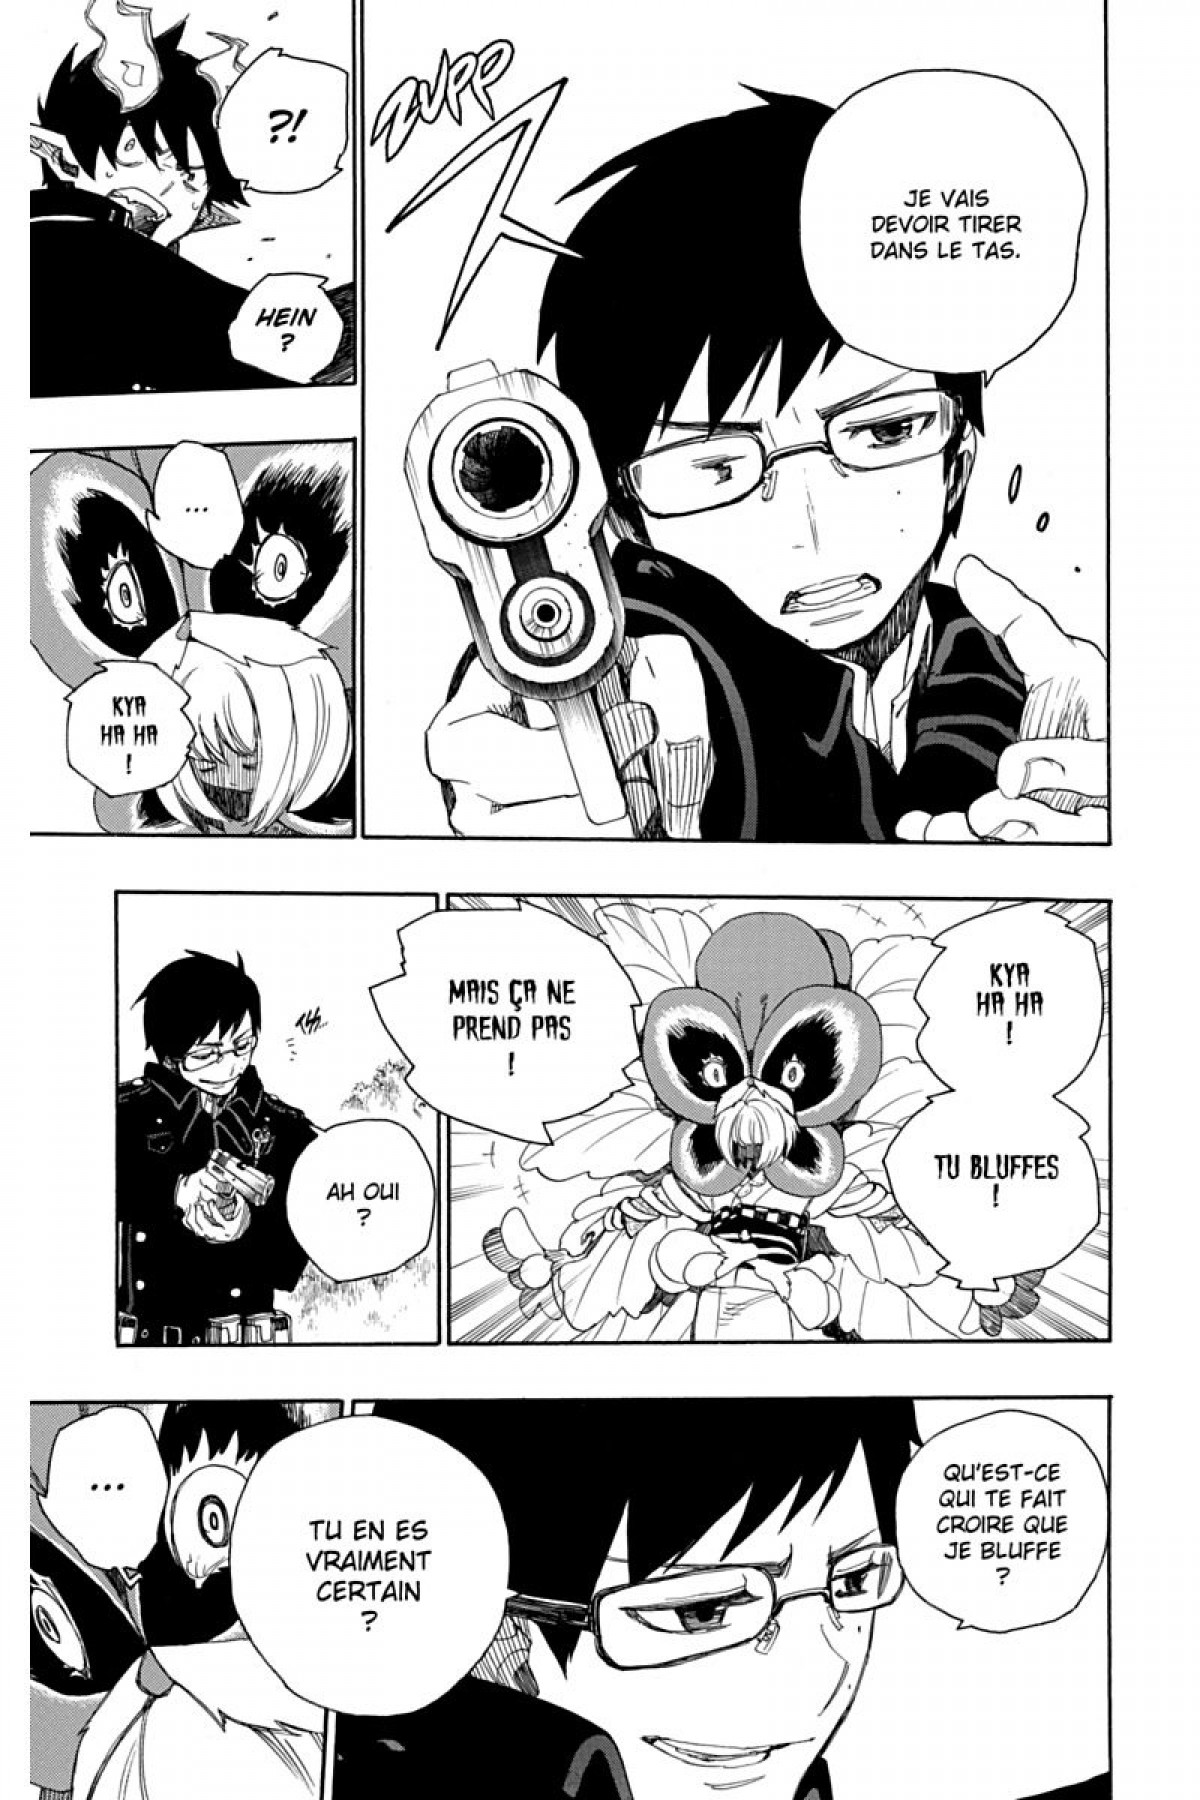 JE VAIS
DEVOIR TIRER
DANS LE TAS.
ZUPP
?!
HEIN
?
...
KYA
HA HA
!
KYA
HA HA
!
TU BLUFFES
!
MAIS ÇA NE
PREND PAS
!
AH OUI
?
QU'EST-CE
QUI TE FAIT
CROIRE QUE
JE BLUFFE
?
TU EN ES
VRAIMENT
CERTAIN
?
...